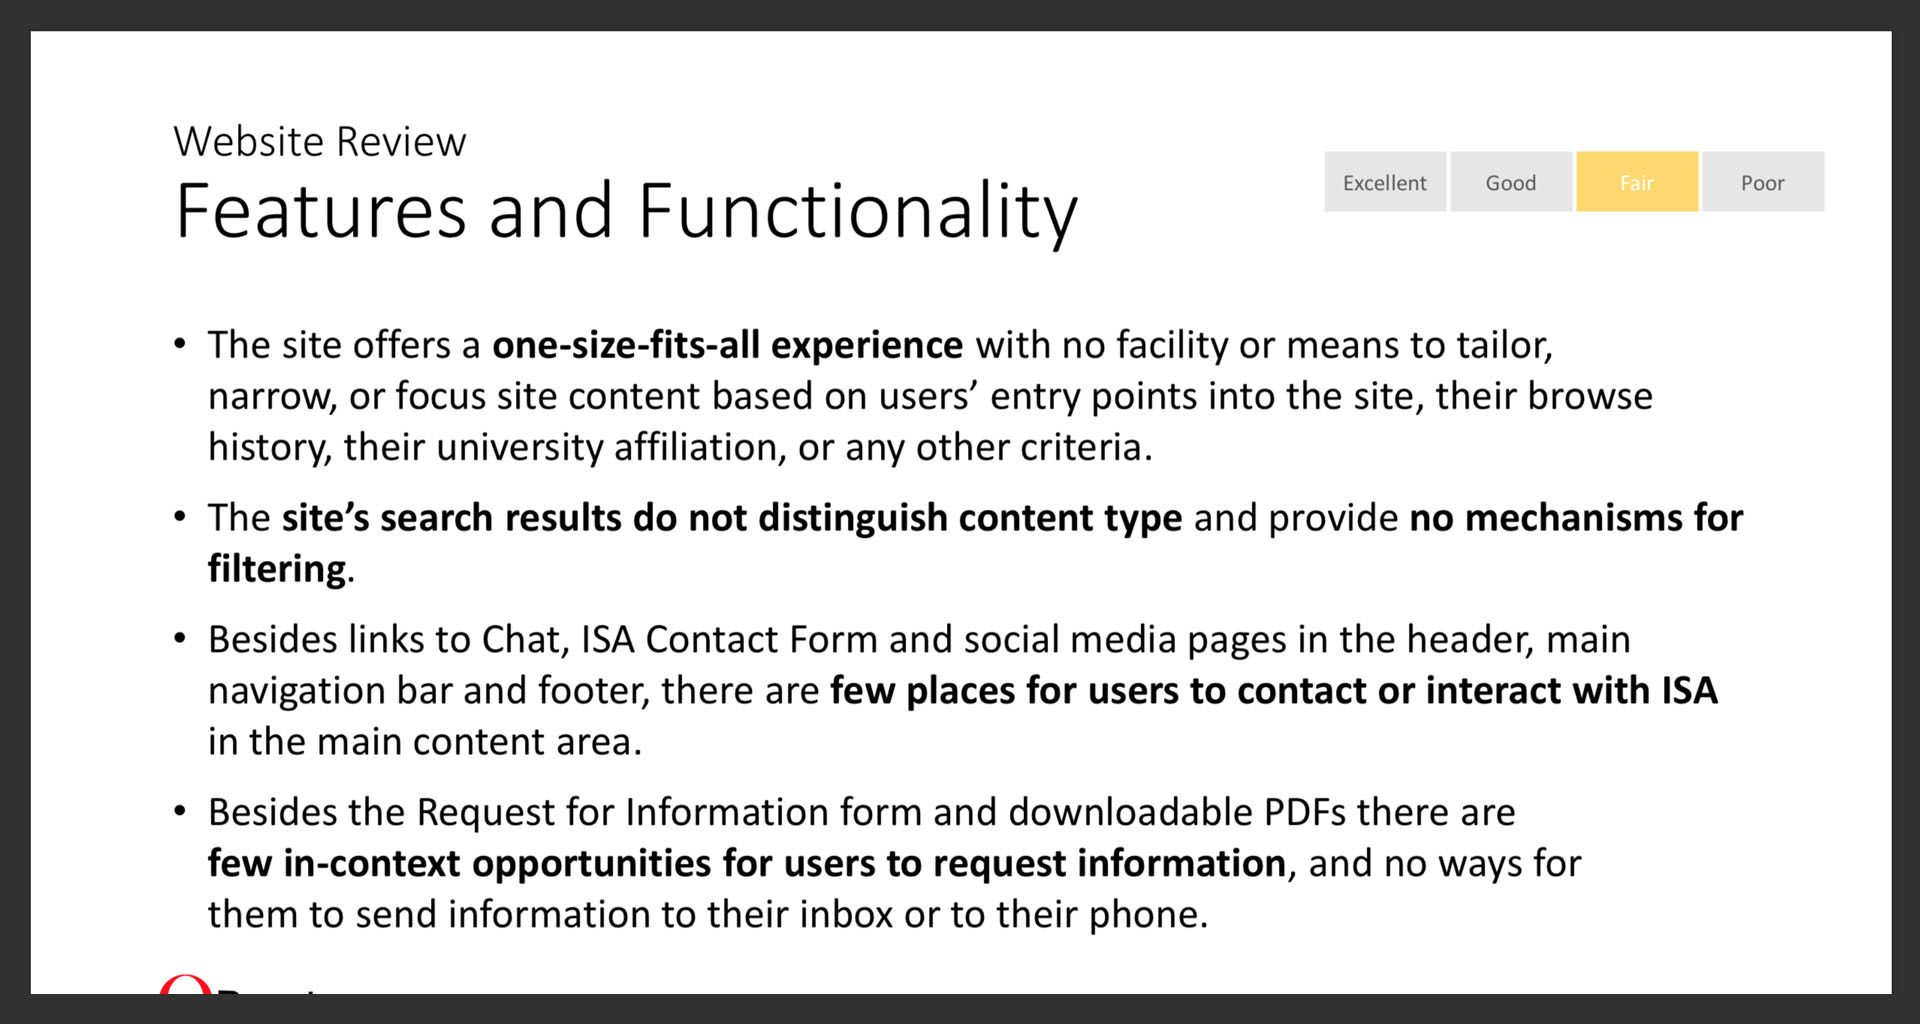 Website Review
Features and Functionality
Excellent Good Fair Poor
• The site offers a one-size-fits-all experience with no facility or means to tailor,
narrow, or focus site content based on users’ entry points into the site, their browse
history, their university affiliation, or any other criteria.
• The site’s search results do not distinguish content type and provide no mechanisms for
filtering.
• Besides links to Chat, ISA Contact Form and social media pages in the header, main
navigation bar and footer, there are few places for users to contact or interact with ISA
in the main content area.
• Besides the Request for Information form and downloadable PDFs there are
few in-context opportunities for users to request information, and no ways for
them to send information to their inbox or to their phone.